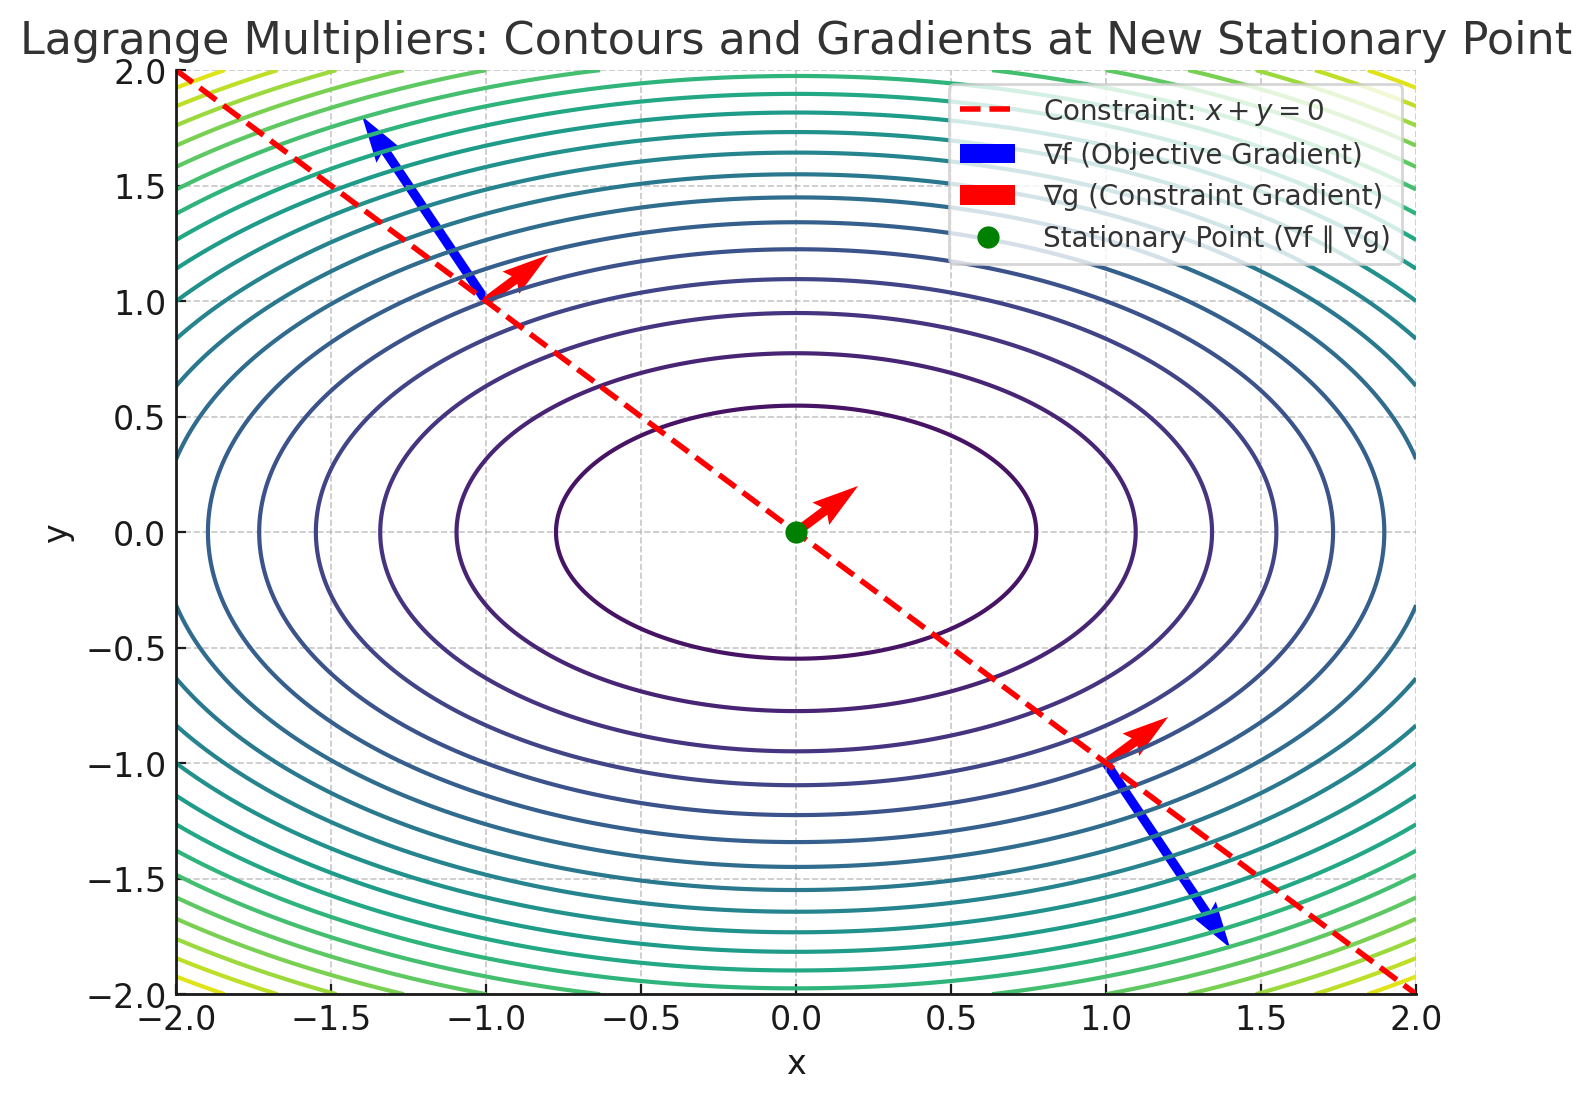 Lagrange Multipliers: Contours and Gradients at New Stationary Point
Constraint: x + y = 0
∇f (Objective Gradient)
∇g (Constraint Gradient)
Stationary Point (∇f ∥ ∇g)
2.0
1.5
1.0
0.5
0.0
−0.5
−1.0
−1.5
−2.0
y
−2.0 −1.5 −1.0 −0.5 0.0 0.5 1.0 1.5 2.0
x